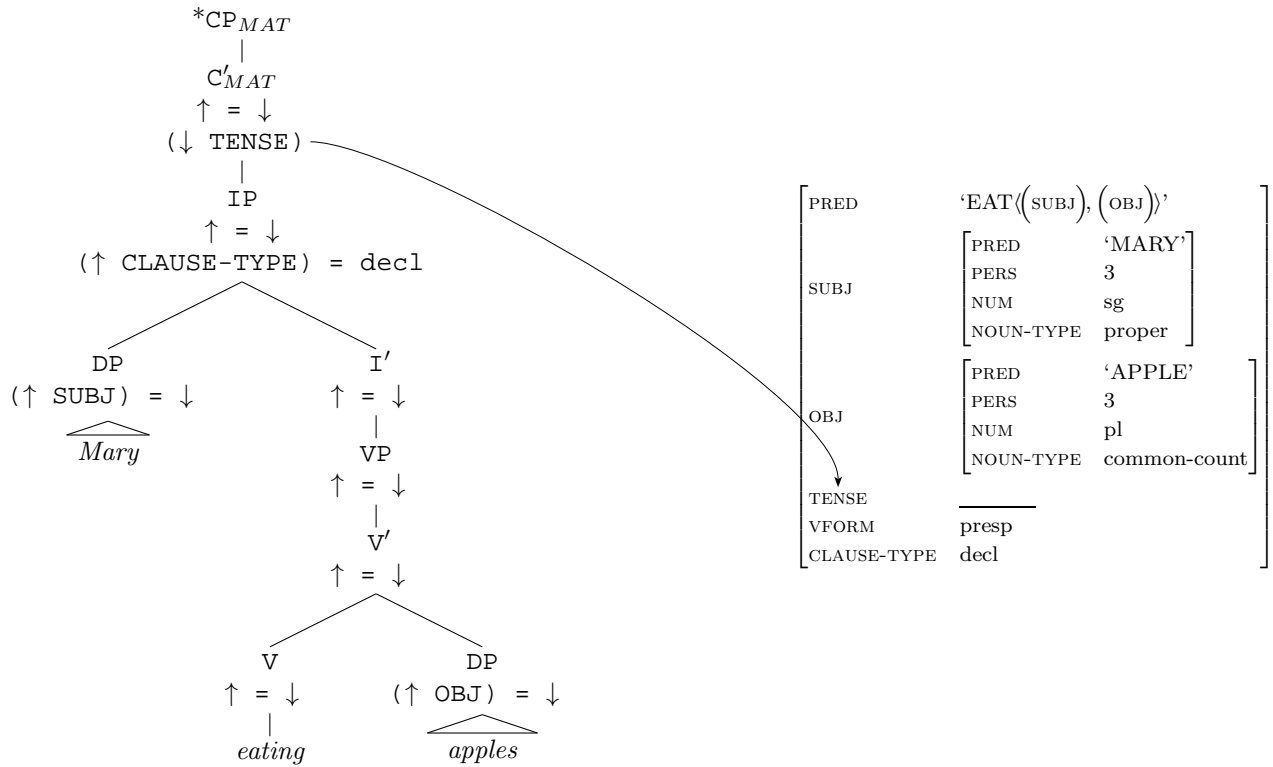 *CP_MAT
C′_MAT
↑ = ↓
(↓ TENSE)
IP
↑ = ↓
(↑ CLAUSE-TYPE) = decl
DP I′
(↑ SUBJ) = ↓ ↑ = ↓
Mary VP
↑ = ↓
V′
↑ = ↓
V DP
↑ = ↓ (↑ OBJ) = ↓
eating apples
PRED ‘EAT⟨(SUBJ), (OBJ)⟩’
PRED ‘MARY’
PERS 3
SUBJ
NUM sg
NOUN-TYPE proper
PRED ‘APPLE’
PERS 3
OBJ
NUM pl
NOUN-TYPE common-count
TENSE
VFORM presp
CLAUSE-TYPE decl